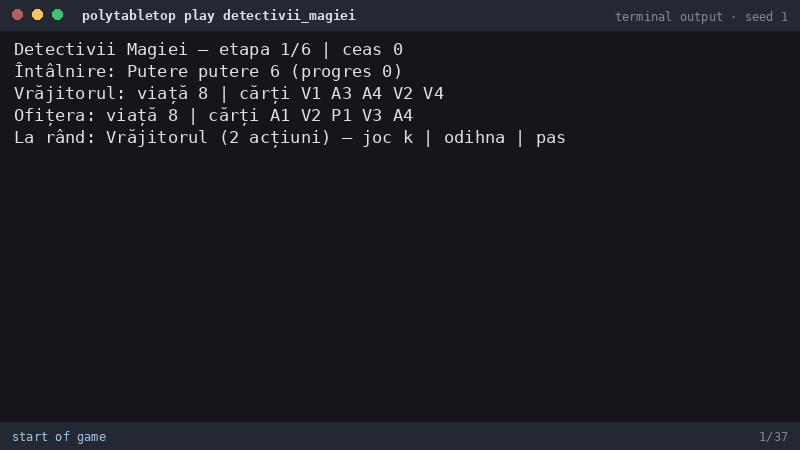 polytabletop play detectivii_magiei
terminal output · seed 1
Detectivii Magiei — etapa 1/6 | ceas 0
Întâlnire: Putere putere 6 (progres 0)
Vrăjitorul: viață 8 | cărți V1 A3 A4 V2 V4
Ofițera: viață 8 | cărți A1 V2 P1 V3 A4
La rând: Vrăjitorul (2 acțiuni) — joc k | odihna | pas
start of game
1/37